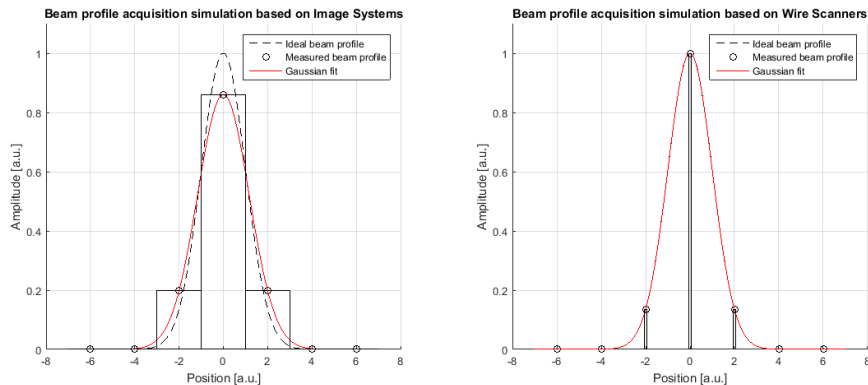 Beam profile acquisition simulation based on Image Systems
1
0.8
0.6
0.4
0.2
0
Amplitude [a.u.]
Ideal beam profile
Measured beam profile
Gaussian fit
-8 -6 -4 -2 0 2 4 6 8
Position [a.u.]
Beam profile acquisition simulation based on Wire Scanners
1
0.8
0.6
0.4
0.2
0
Amplitude [a.u.]
Ideal beam profile
Measured beam profile
Gaussian fit
-8 -6 -4 -2 0 2 4 6 8
Position [a.u.]